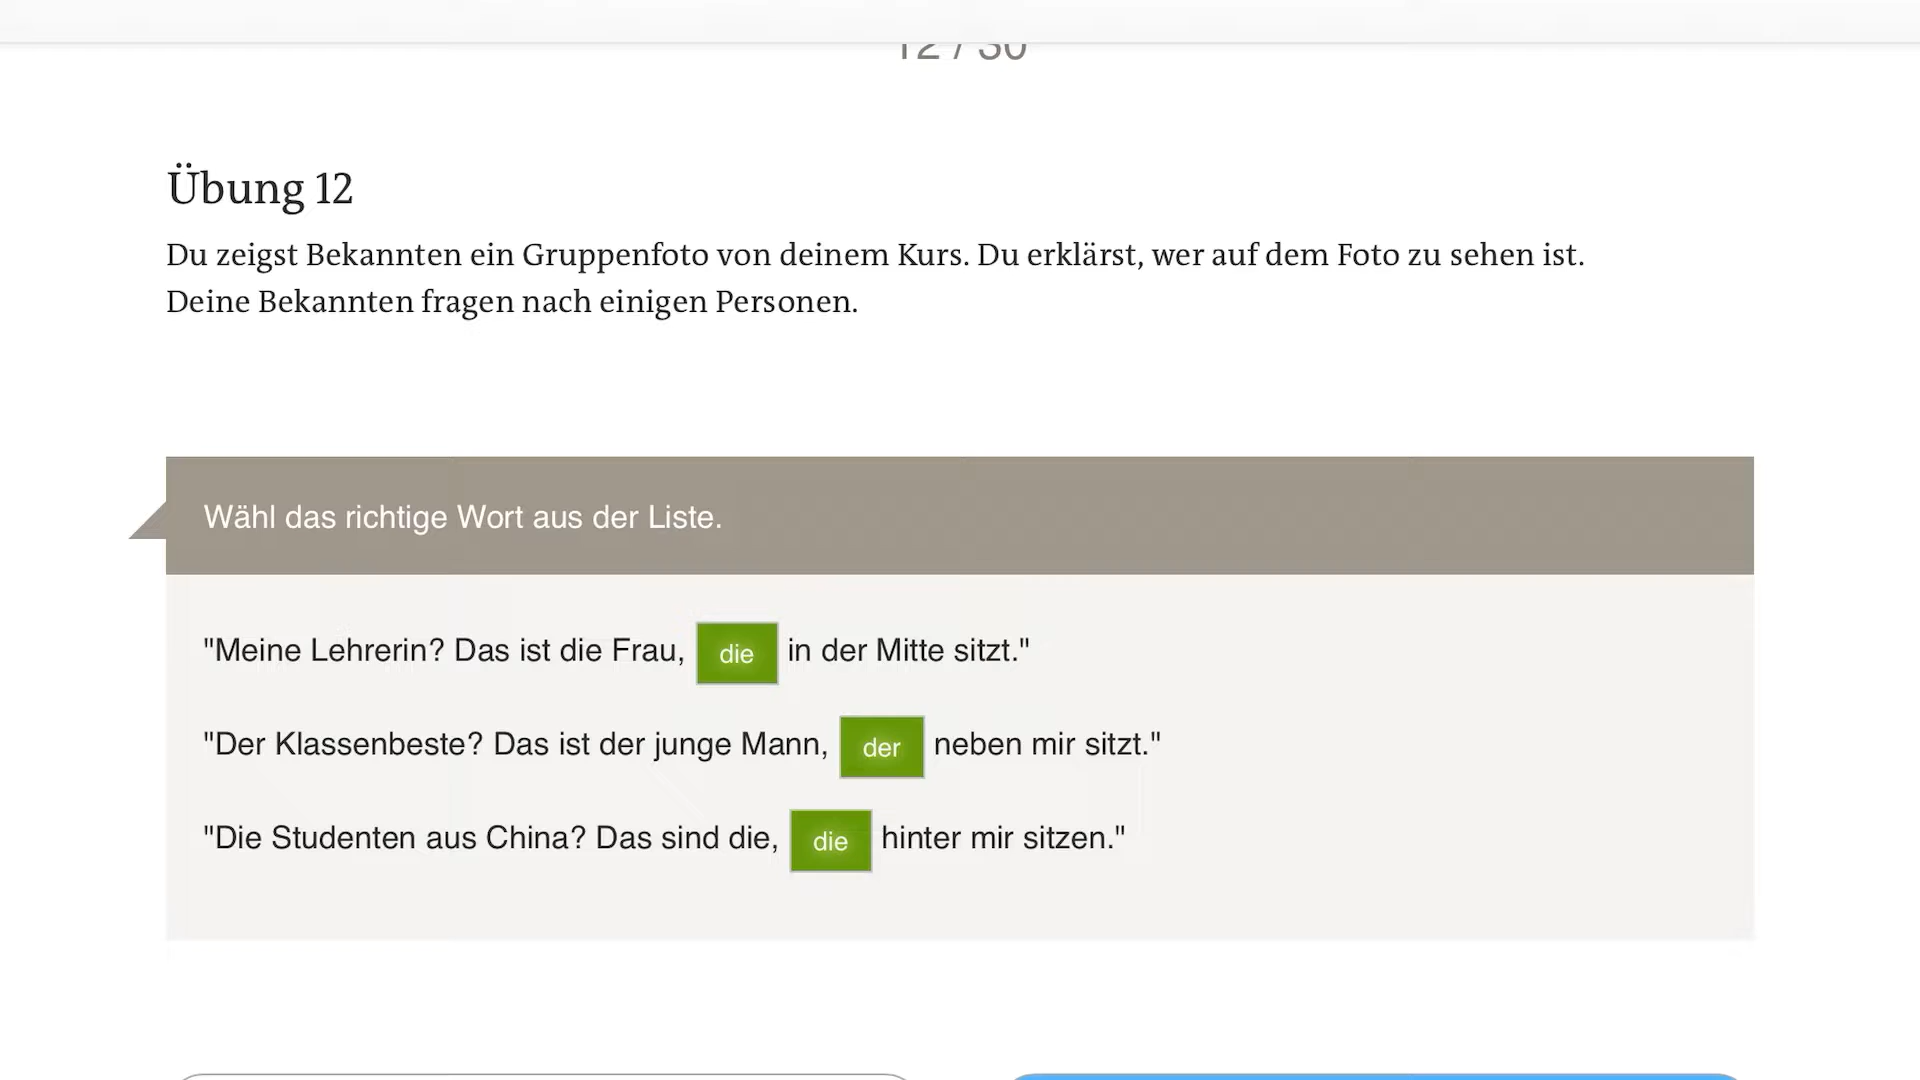 12 / 30
Übung 12
Du zeigst Bekannten ein Gruppenfoto von deinem Kurs. Du erklärst, wer auf dem Foto zu sehen ist.
Deine Bekannten fragen nach einigen Personen.
Wähl das richtige Wort aus der Liste.
"Meine Lehrerin? Das ist die Frau, die in der Mitte sitzt."
"Der Klassenbeste? Das ist der junge Mann, der neben mir sitzt."
"Die Studenten aus China? Das sind die, die hinter mir sitzen."